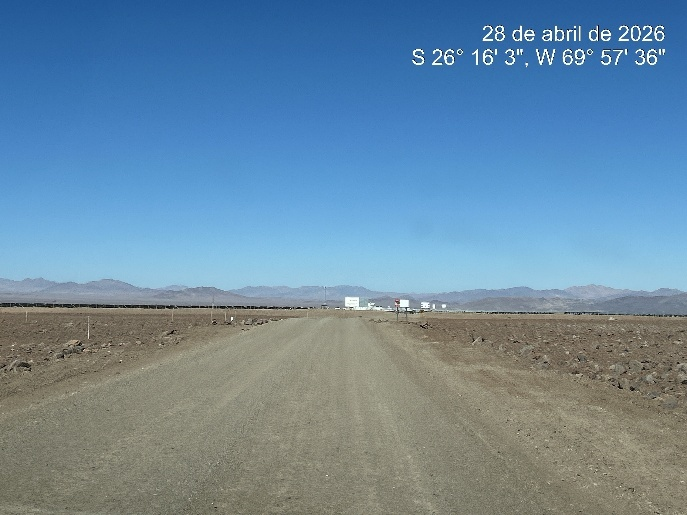 28 de abril de 2026
S 26° 16' 3", W 69° 57' 36"